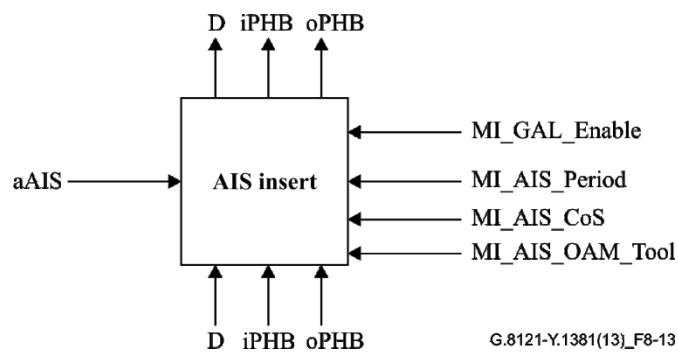 D iPHB oPHB
MI_GAL_Enable
aAIS
AIS insert
MI_AIS_Period
MI_AIS_CoS
MI_AIS_OAM_Tool
D iPHB oPHB
G.8121-Y.1381(13)_F8-13